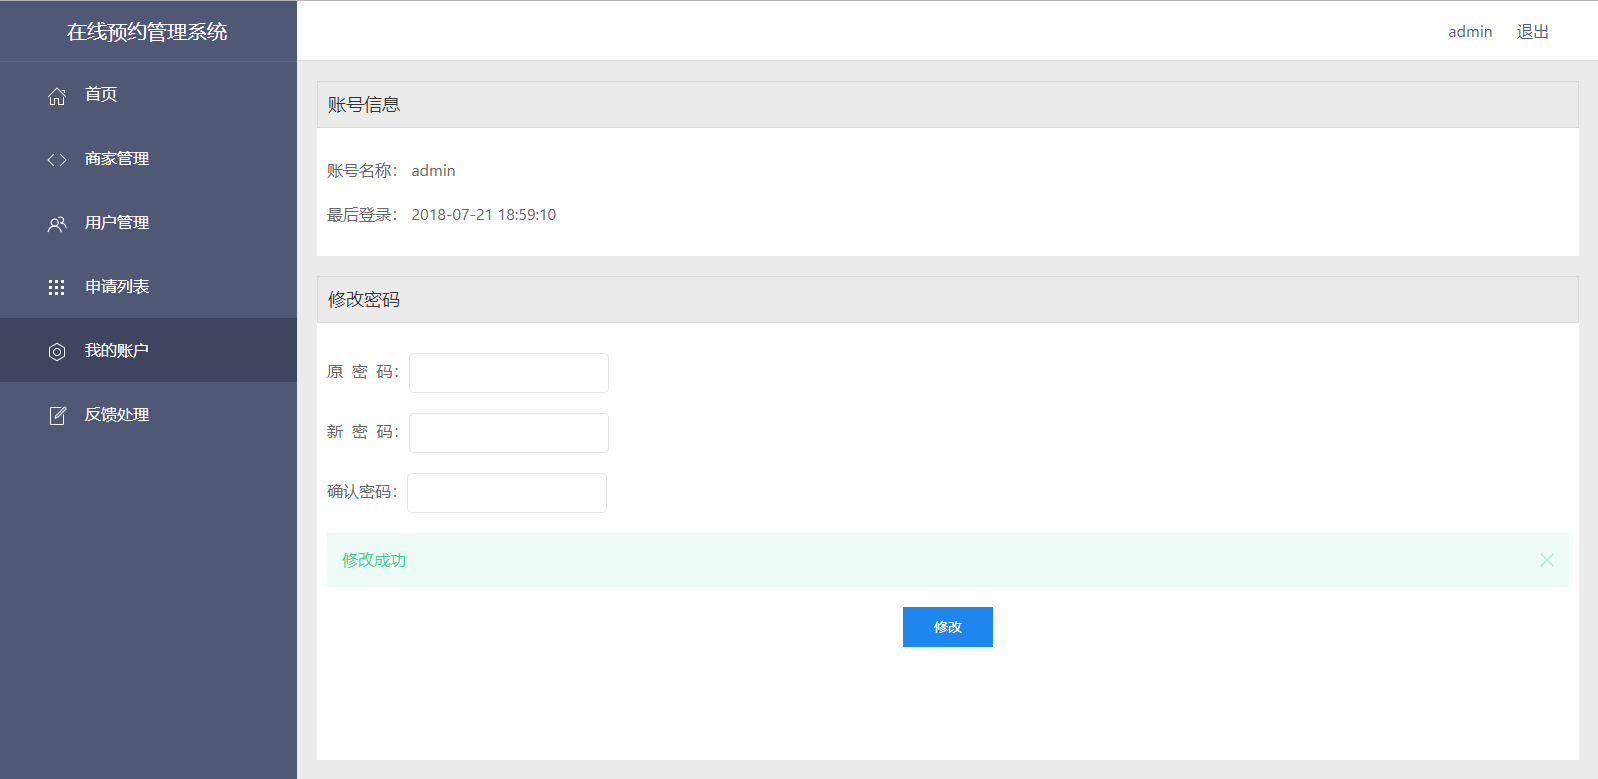 在线预约管理系统
admin 退出
首页
商家管理
用户管理
申请列表
我的账户
反馈处理
账号信息
账号名称： admin
最后登录： 2018-07-21 18:59:10
修改密码
原 密 码：
新 密 码：
确认密码：
修改成功
修改